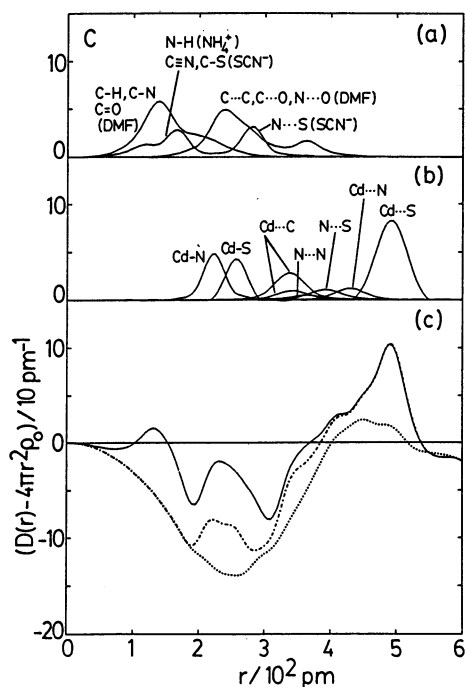 C
(a)
N-H(NH₄⁺)
C≡N,C-S(SCN⁻)
C-H,C-N
C=O
(DMF)
C···C,C···O,N···O(DMF)
N···S(SCN⁻)
10
0
(b)
Cd···N
Cd···S
N···S
Cd···C
N···N
Cd-N
Cd-S
10
0
(c)
10
0
-10
-20
(D(r)-4πr²ρ₀)/10 pm⁻¹
0 1 2 3 4 5 6
r/10² pm